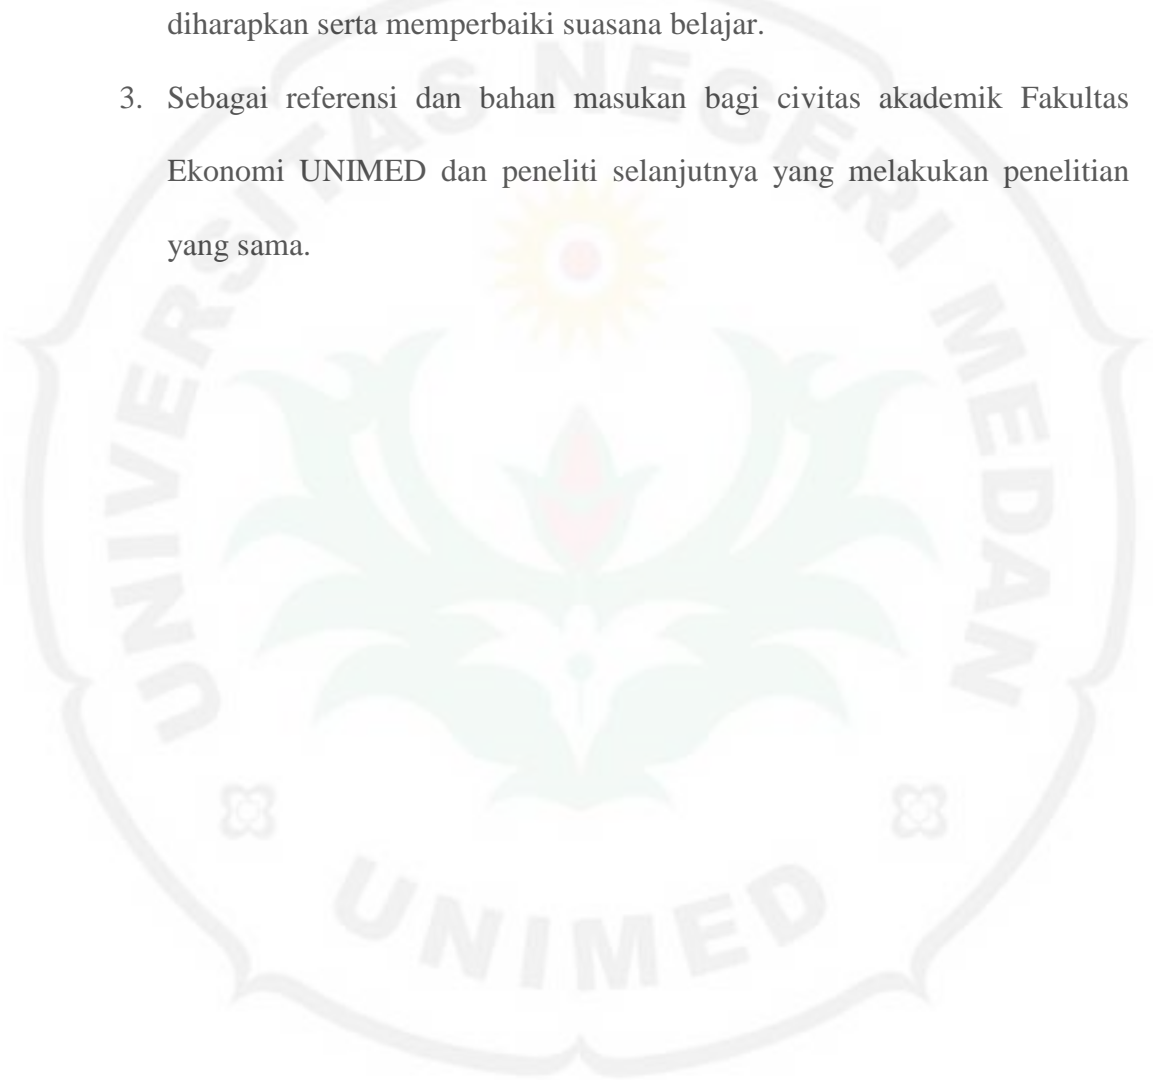 diharapkan serta memperbaiki suasana belajar.
3. Sebagai referensi dan bahan masukan bagi civitas akademik Fakultas
Ekonomi UNIMED dan peneliti selanjutnya yang melakukan penelitian
yang sama.
UNIVERSITAS NEGERI MEDAN
UNIMED